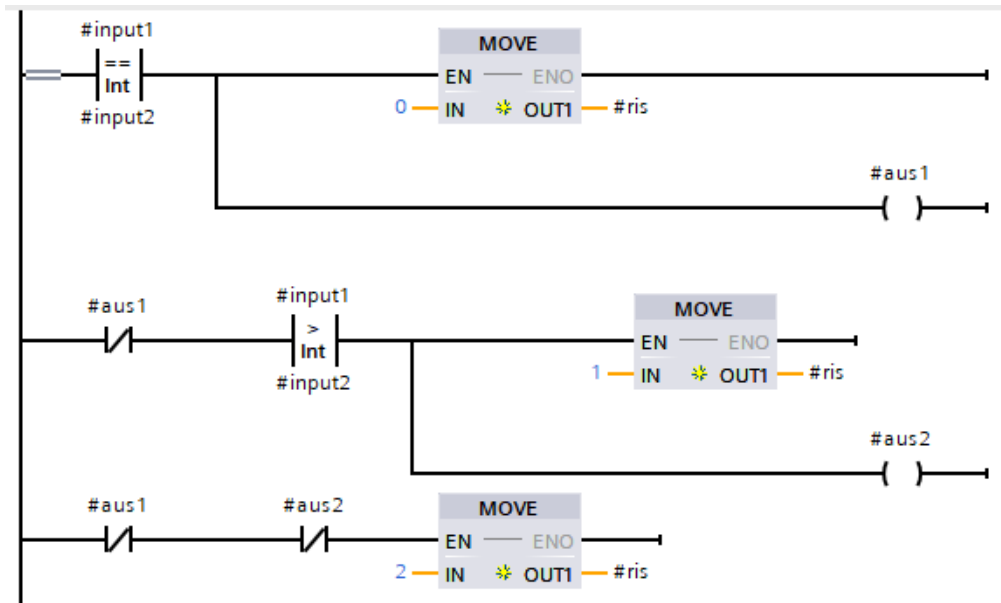 #input1
==
Int
#input2
MOVE
EN ENO
0 IN OUT1 #ris
#aus1
#aus1
#input1
>
Int
#input2
MOVE
EN ENO
1 IN OUT1 #ris
#aus2
#aus1
#aus2
MOVE
EN ENO
2 IN OUT1 #ris